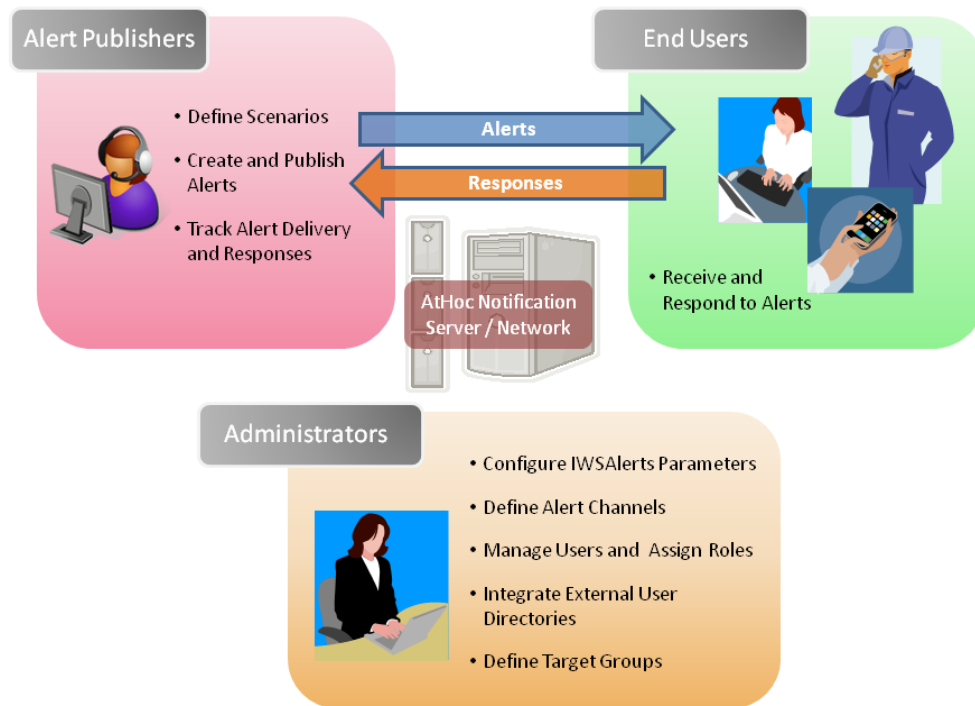 Alert Publishers
• Define Scenarios
• Create and Publish
Alerts
• Track Alert Delivery
and Responses
Alerts
Responses
End Users
• Receive and
Respond to Alerts
AtHoc Notification
Server / Network
Administrators
• Configure IWSAlerts Parameters
• Define Alert Channels
• Manage Users and Assign Roles
• Integrate External User
Directories
• Define Target Groups